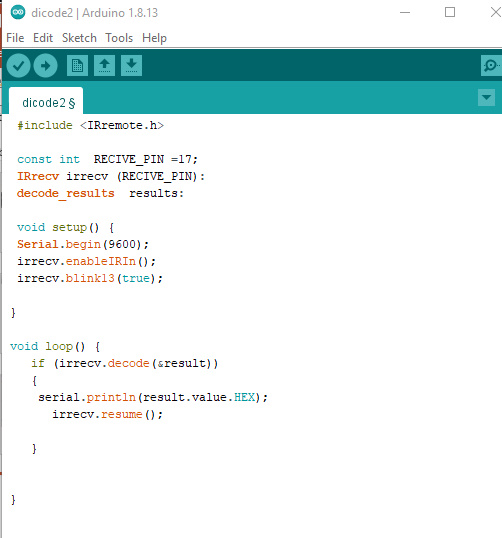 dicode2 | Arduino 1.8.13
File Edit Sketch Tools Help
dicode2 §
#include <IRremote.h>
const int  RECIVE_PIN =17;
IRrecv irrecv (RECIVE_PIN):
decode_results  results:
void setup() {
Serial.begin(9600);
irrecv.enableIRIn();
irrecv.blink13(true);
}
void loop() {
if (irrecv.decode(&result))
{
serial.println(result.value.HEX);
irrecv.resume();
}
}